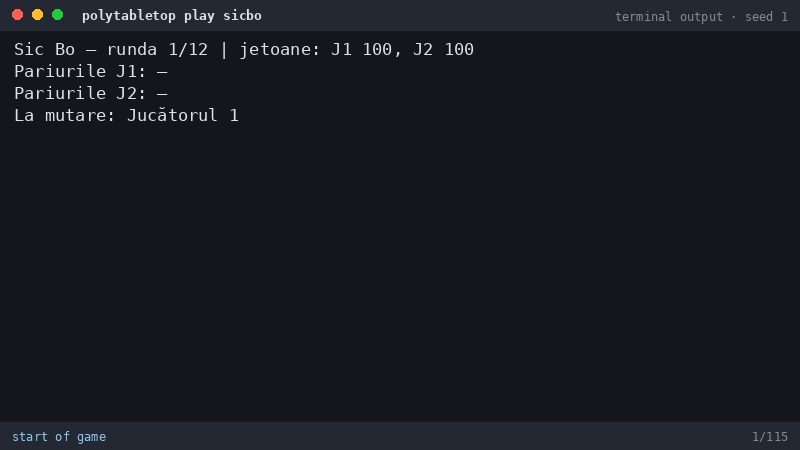 polytabletop play sicbo
terminal output · seed 1
Sic Bo — runda 1/12 | jetoane: J1 100, J2 100
Pariurile J1: —
Pariurile J2: —
La mutare: Jucătorul 1
start of game
1/115